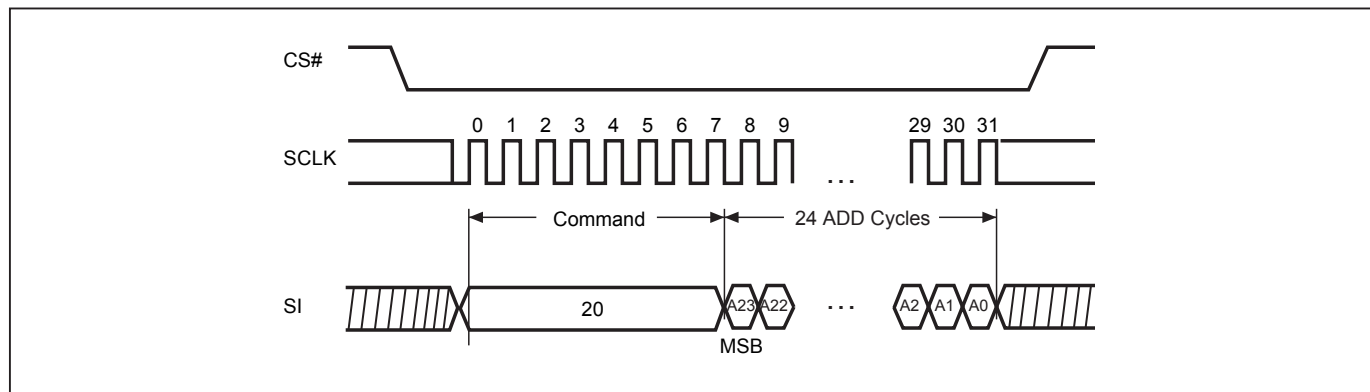 CS#
0 1 2 3 4 5 6 7 8 9 29 30 31
SCLK
...
Command 24 ADD Cycles
SI 20 A23 A22 ... A2 A1 A0
MSB